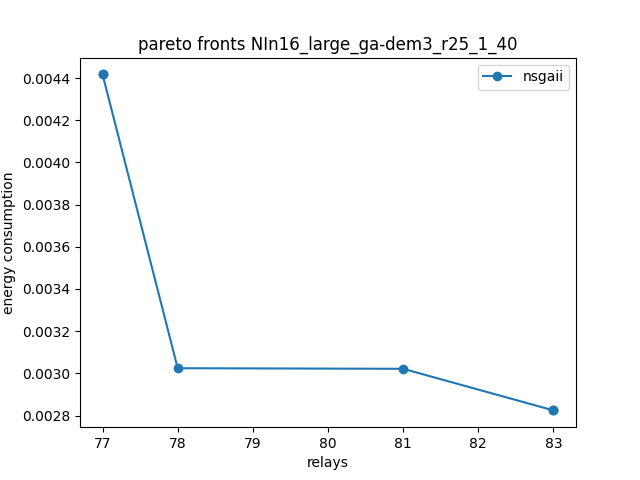 pareto fronts NIn16_large_ga-dem3_r25_1_40
nsgaii
energy consumption
0.0044
0.0042
0.0040
0.0038
0.0036
0.0034
0.0032
0.0030
0.0028
77 78 79 80 81 82 83
relays